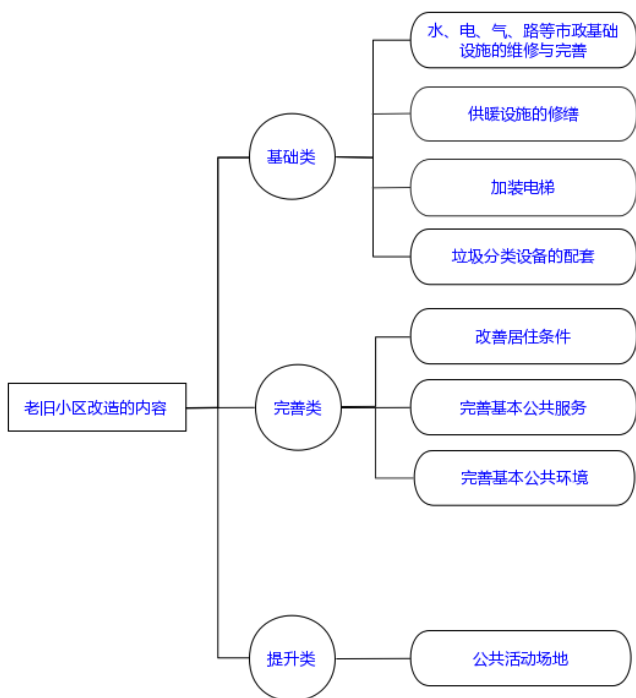 水、电、气、路等市政基础
设施的维修与完善
供暖设施的修缮
基础类
加装电梯
垃圾分类设备的配套
改善居住条件
老旧小区改造的内容
完善类
完善基本公共服务
完善基本公共环境
提升类
公共活动场地